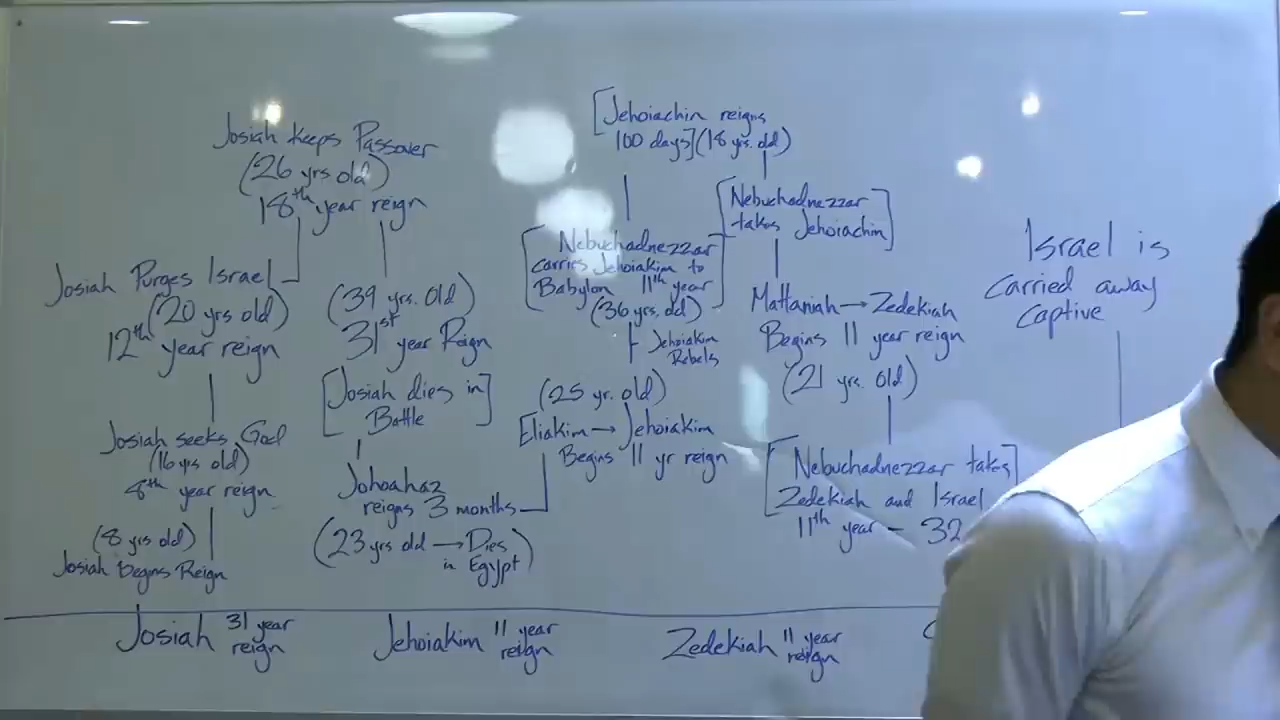 Josiah Keeps Passover
(26 yrs old)
18th year reign
Josiah Purges Israel
(20 yrs old)
12th year reign
Josiah seeks God
(16 yrs old)
8th year reign
(8 yrs old)
Josiah Begins Reign
(39 yrs. Old)
31st year Reign
[Josiah dies in]
Battle
Johoahaz
reigns 3 months
(23 yrs old → Dies
in Egypt)
[Jehoiachin reigns
100 days] (18 yrs. old)
[Nebuchadnezzar
carries Jehoiakim to
Babylon 11th year]
(36 yrs. old)
Jehoiakim
Rebels
(25 yr. old)
Eliakim → Jehoiakim
Begins 11 yr reign
[Nebuchadnezzar
takes Jehoiachin]
Mattaniah → Zedekiah
Begins 11 year reign
(21 yrs. Old)
[Nebuchadnezzar takes]
Zedekiah and Israel
11th year - 32
Israel is
carried away
captive
Josiah 31 year
reign
Jehoiakim 11 year
reign
Zedekiah 11 year
reign